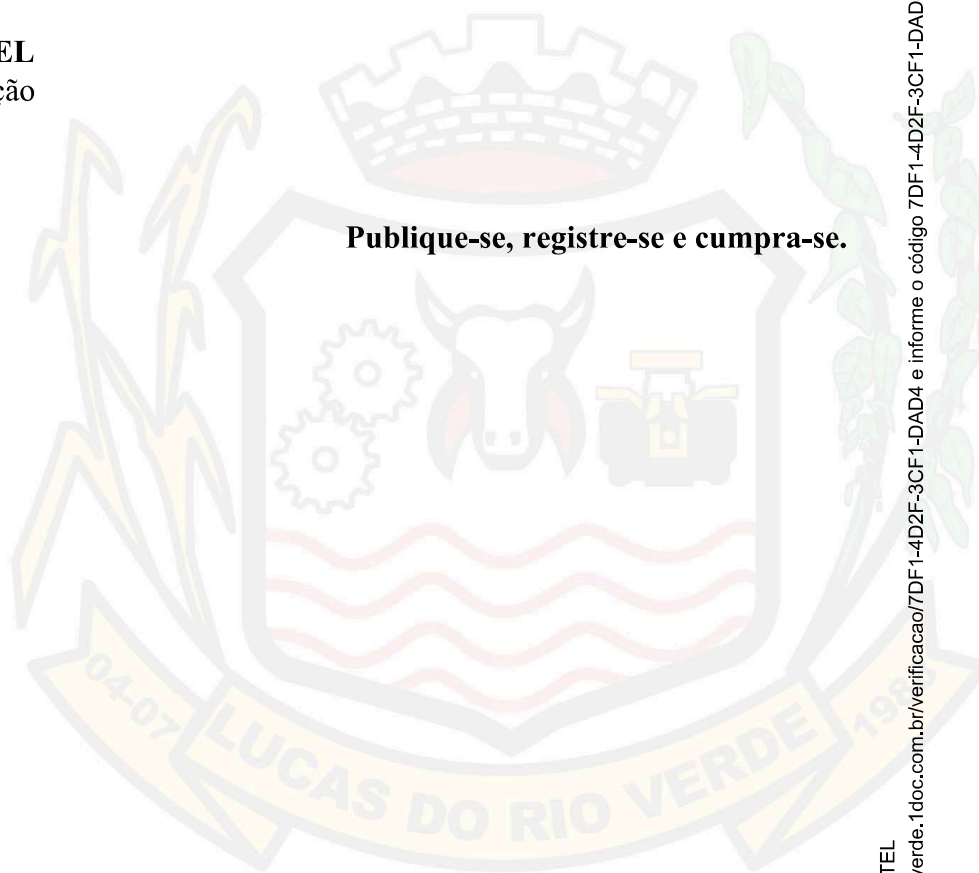 EL
ção
Publique-se, registre-se e cumpra-se.
04-07
LUCAS DO RIO VERDE
TEL
verde.1doc.com.br/verificacao/7DF1-4D2F-3CF1-DAD4 e informe o código 7DF1-4D2F-3CF1-DAD